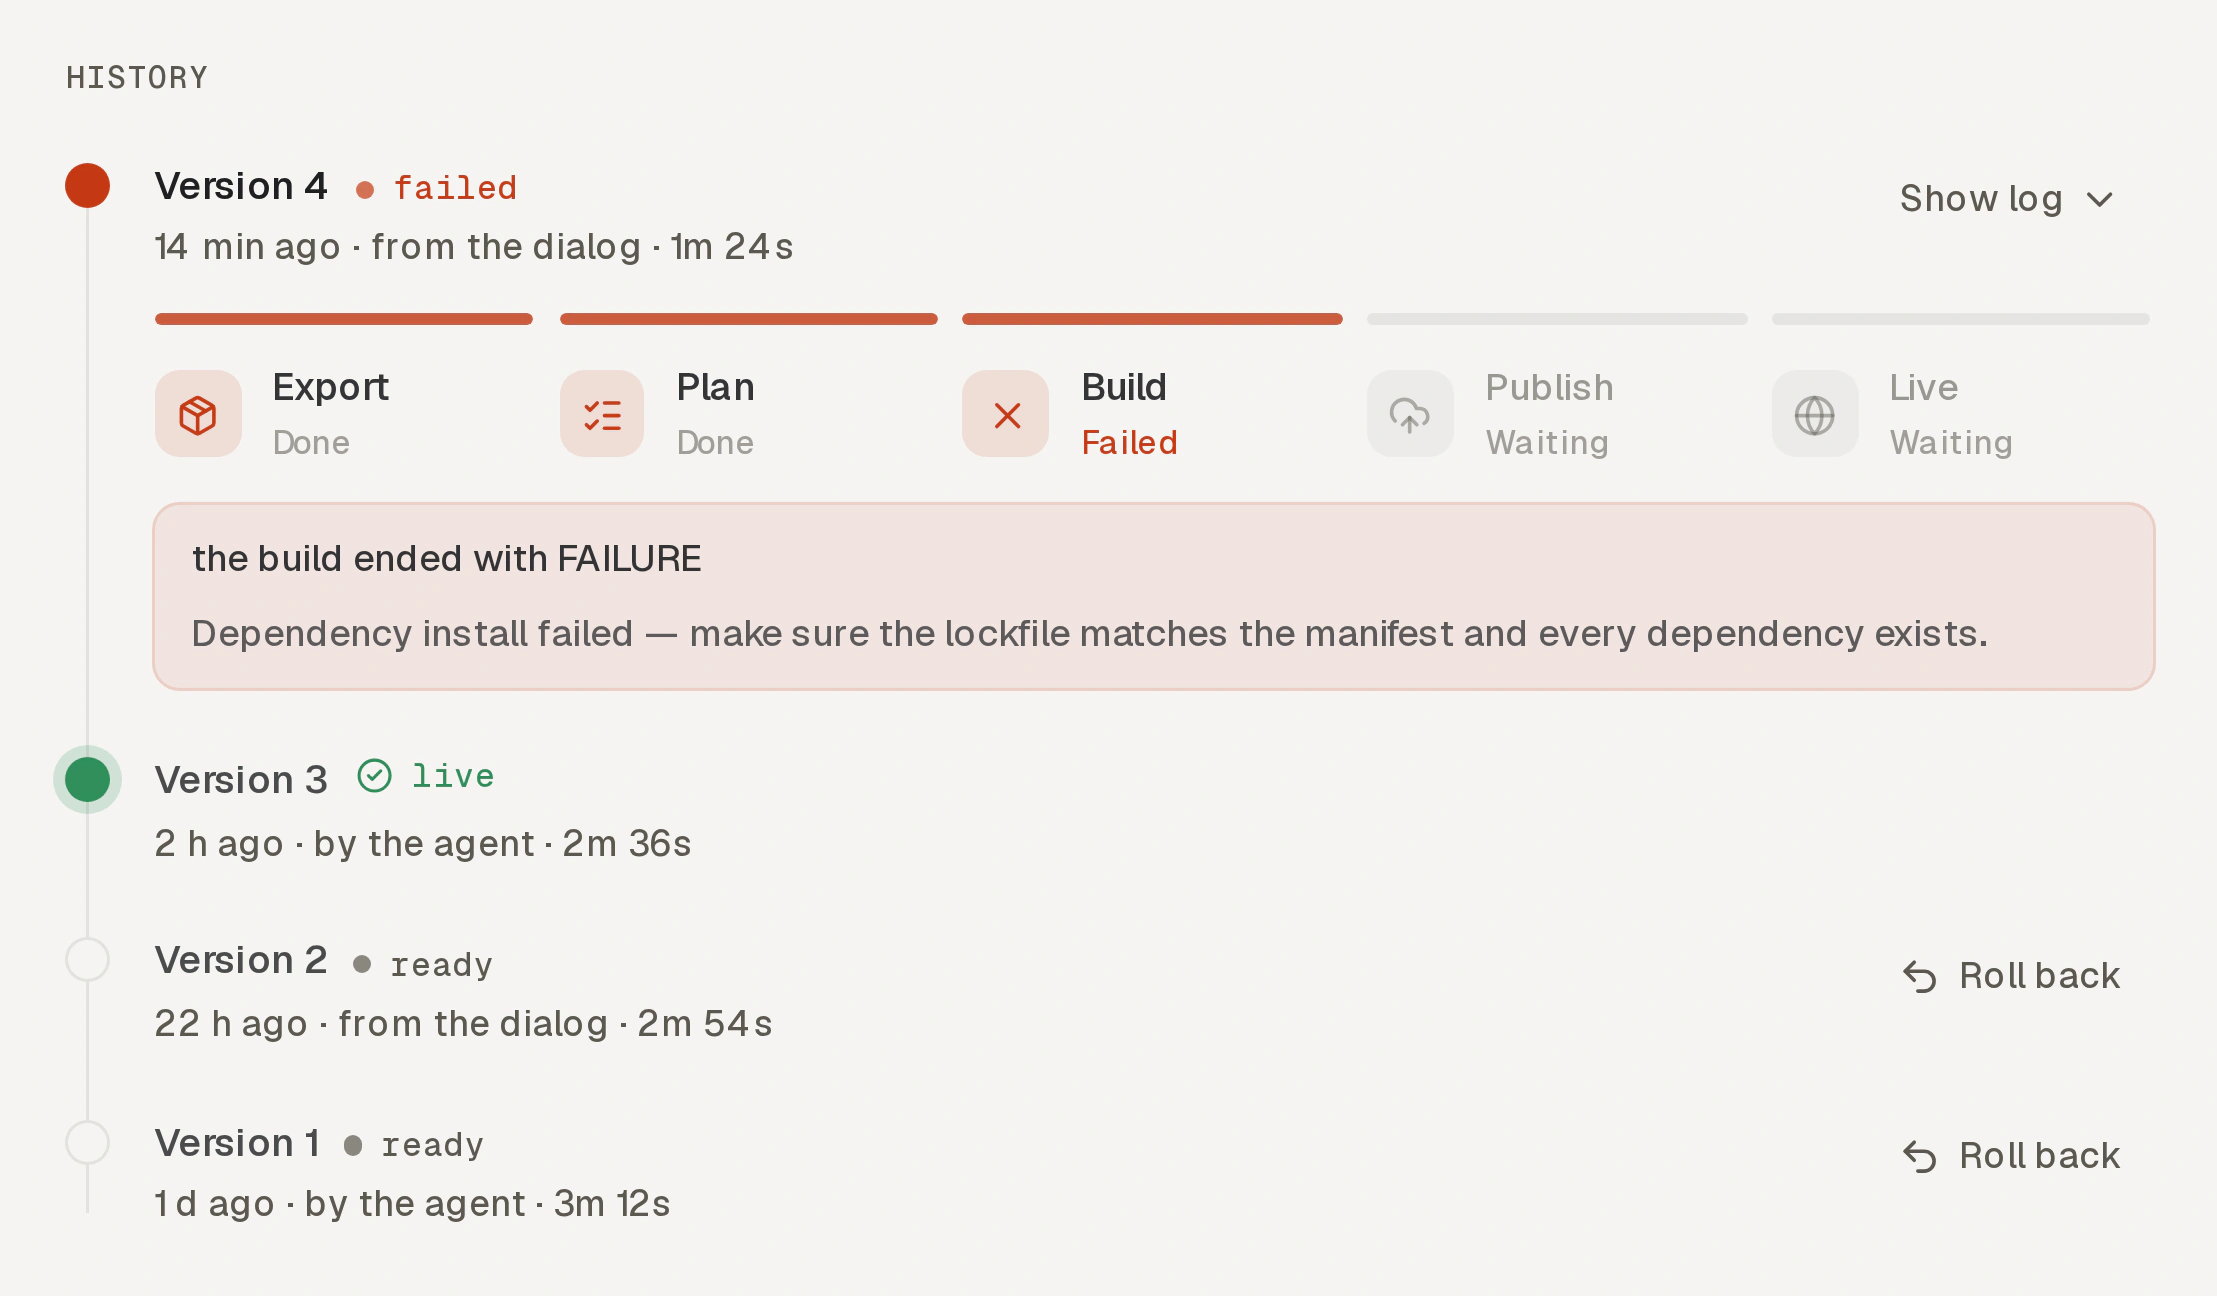 HISTORY
Version 4 failed
Show log
14 min ago · from the dialog · 1m 24s
Export Plan Build Publish Live
Done Done Failed Waiting Waiting
the build ended with FAILURE
Dependency install failed — make sure the lockfile matches the manifest and every dependency exists.
Version 3 live
2 h ago · by the agent · 2m 36s
Version 2 ready
Roll back
22 h ago · from the dialog · 2m 54s
Version 1 ready
Roll back
1 d ago · by the agent · 3m 12s